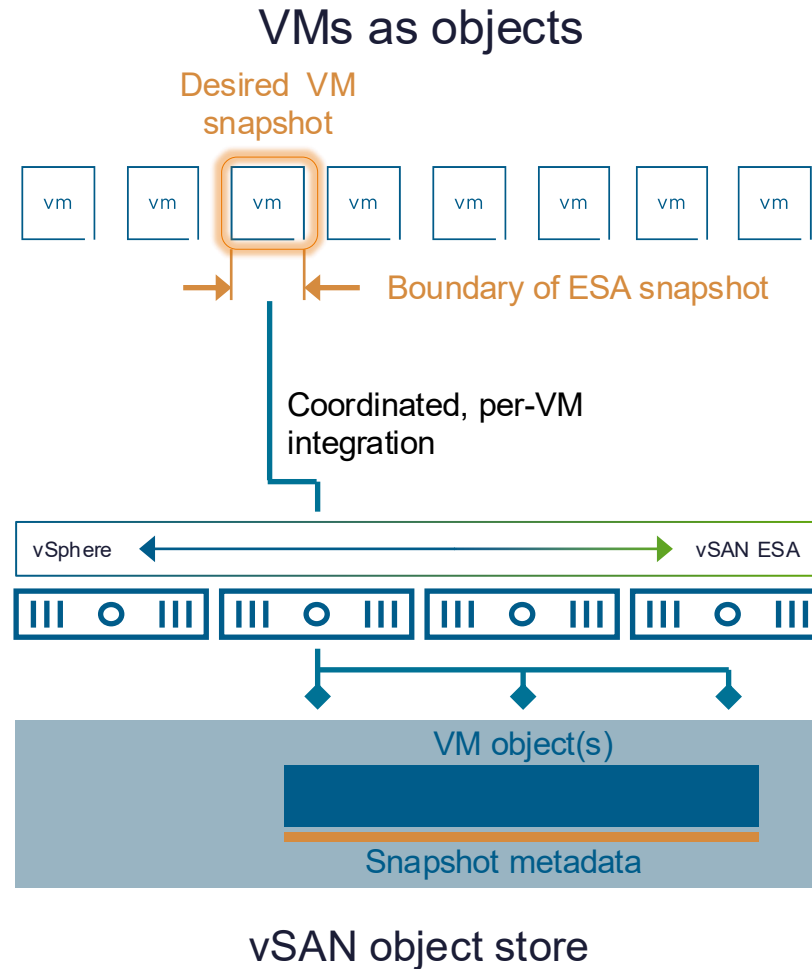 VMs as objects
Desired VM
snapshot
vm
vm
vm
vm
vm
vm
vm
vm
Boundary of ESA snapshot
Coordinated, per-VM
integration
vSphere
vSAN ESA
VM object(s)
Snapshot metadata
vSAN object store